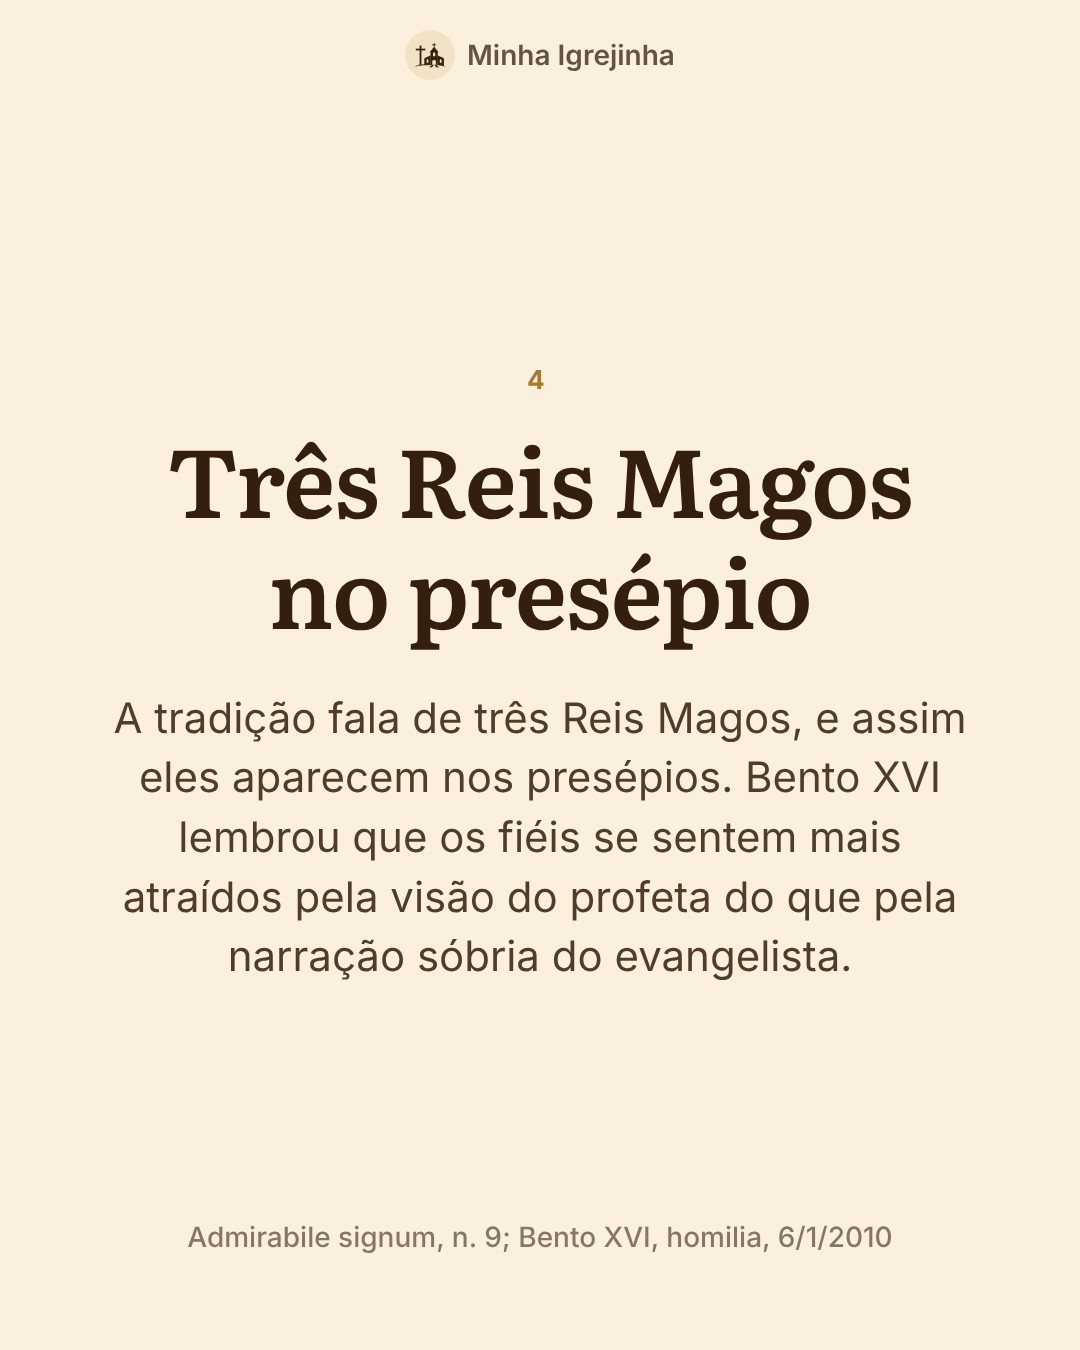 Minha Igrejinha
4
Três Reis Magos
no presépio
A tradição fala de três Reis Magos, e assim
eles aparecem nos presépios. Bento XVI
lembrou que os fiéis se sentem mais
atraídos pela visão do profeta do que pela
narração sóbria do evangelista.
Admirabile signum, n. 9; Bento XVI, homilia, 6/1/2010